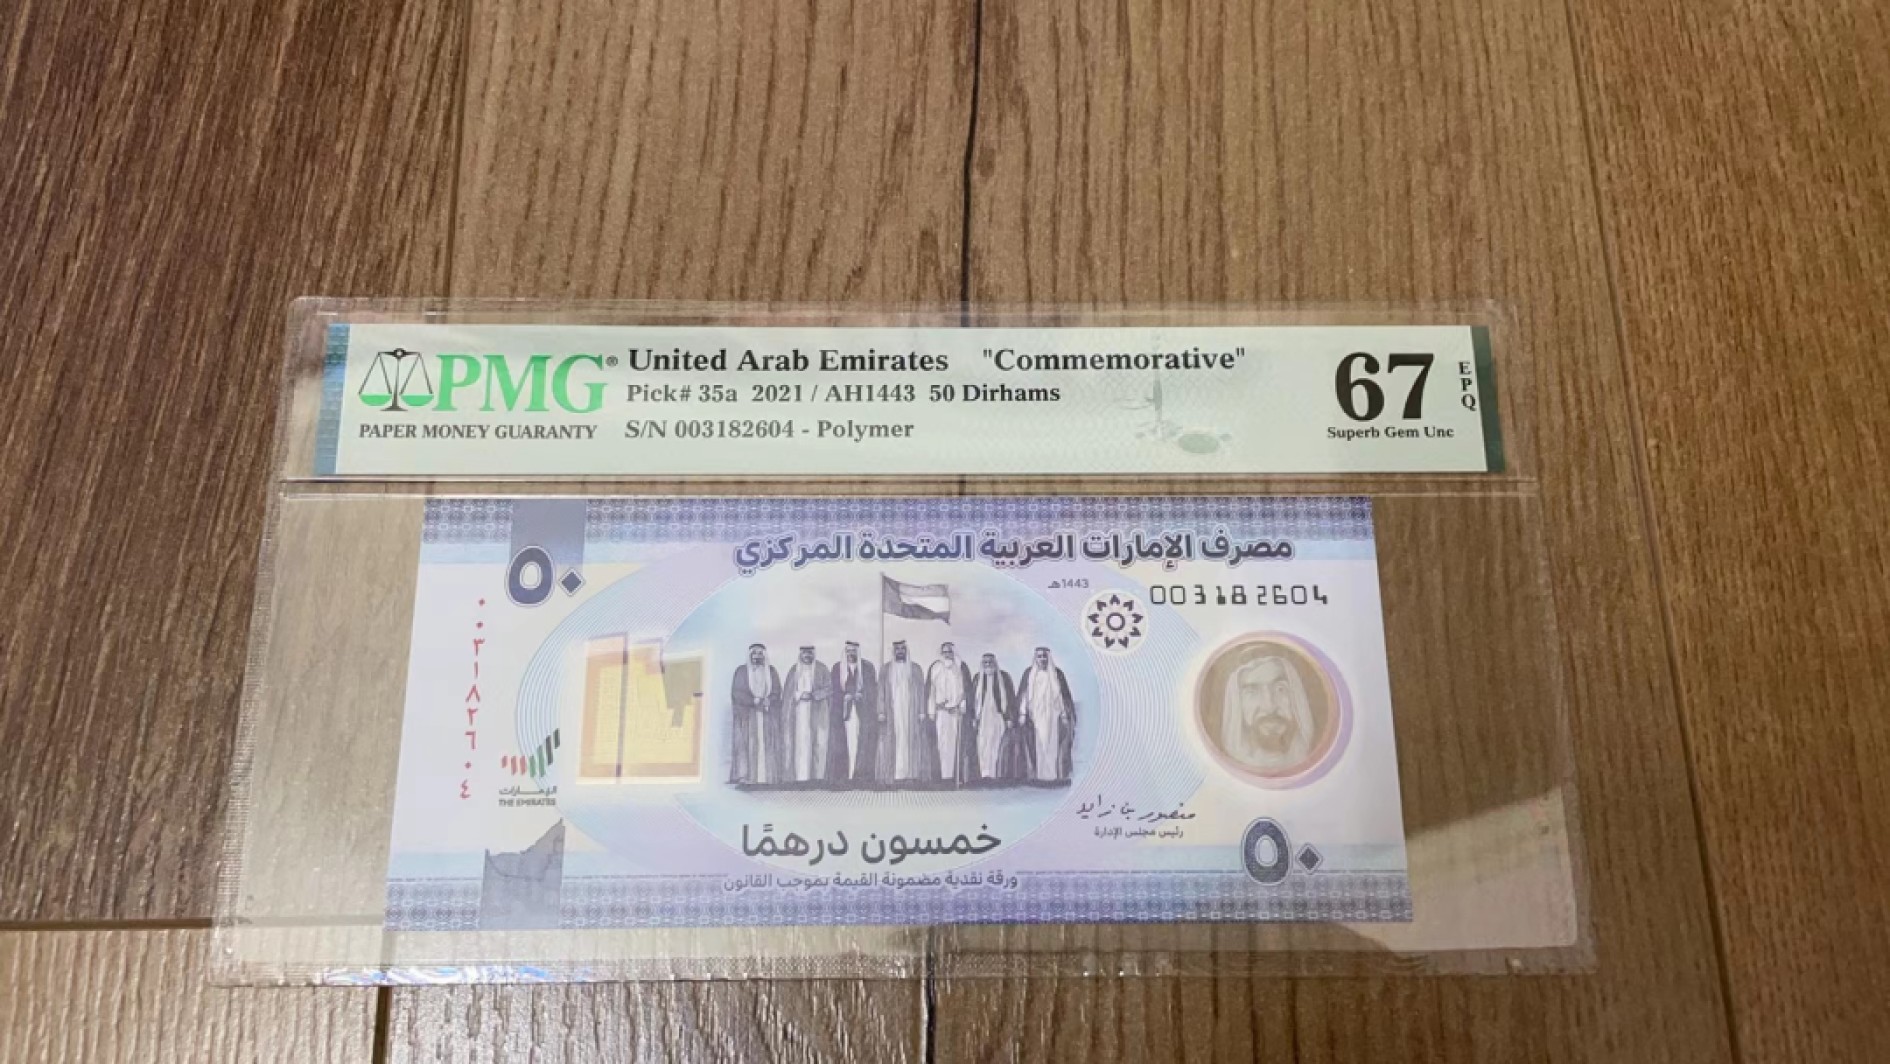 PMG® United Arab Emirates "Commemorative"
Pick# 35a 2021 / AH1443 50 Dirhams
PAPER MONEY GUARANTY S/N 003182604 - Polymer
67 EPQ
Superb Gem Unc
مصرف الإمارات العربية المتحدة المركزي
٥٠
1443هـ
003182604
٠٠٣١٨٢٦٠٤
الإمارات
THE EMIRATES
منصور بن زايد
رئيس مجلس الإدارة
خمسون درهمًا
٥٠
ورقة نقدية مضمونة القيمة بموجب القانون